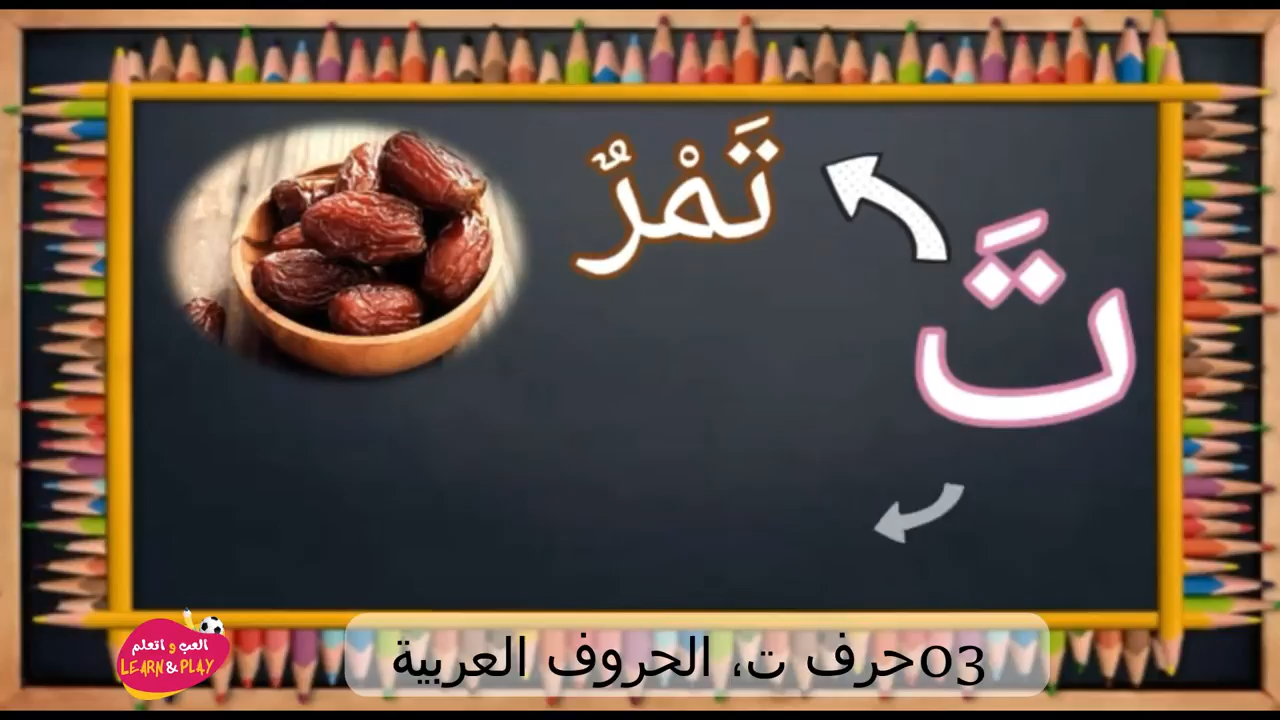 تَمْرٌ
تَ
العب و اتعلم
LEARN & PLAY
03حرف ت، الحروف العربية